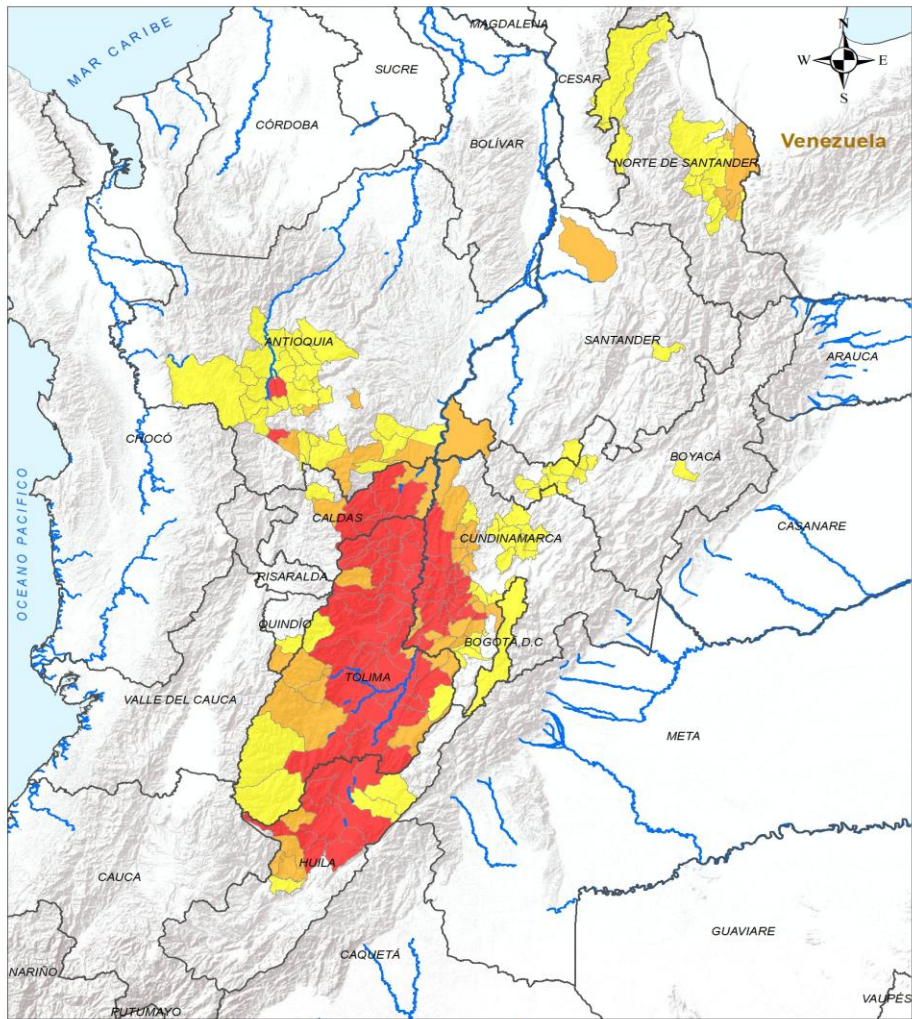 MAGDALENA
N
MAR CARIBE
W
E
SUCRE
CESAR
S
CÓRDOBA
BOLÍVAR
Venezuela
NORTE DE SANTANDER
ANTIOQUIA
SANTANDER
ARAUCA
CHOCÓ
BOYACÁ
OCEANO PACIFICO
CALDAS
CASANARE
CUNDINAMARCA
RISARALDA
QUINDÍO
BOGOTÁ, D.C
TOLIMA
VALLE DEL CAUCA
META
HUILA
CAUCA
GUAVIARE
CAQUETÁ
NARIÑO
VAUPÉS
PUTUMAYO